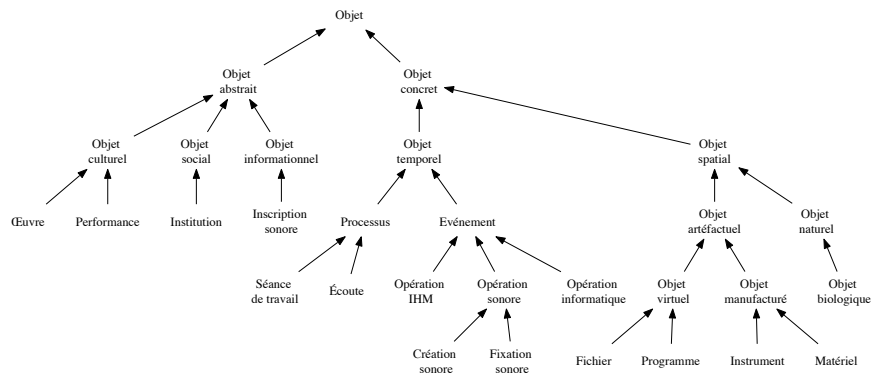 Objet
Objet
abstrait
Objet
concret
Objet
culturel
Objet
social
Objet
informationnel
Objet
temporel
Objet
spatial
Œuvre
Performance
Institution
Inscription
sonore
Processus
Evénement
Objet
artéfactuel
Objet
naturel
Séance
de travail
Écoute
Opération
IHM
Opération
sonore
Opération
informatique
Objet
virtuel
Objet
manufacturé
Objet
biologique
Création
sonore
Fixation
sonore
Fichier
Programme
Instrument
Matériel